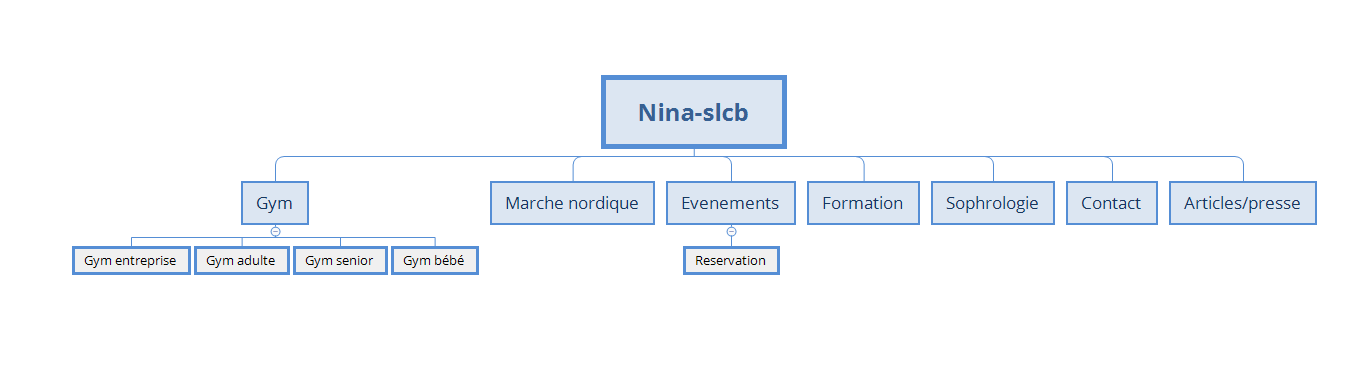 Nina-slcb
Gym
Marche nordique
Evenements
Formation
Sophrologie
Contact
Articles/presse
Gym entreprise
Gym adulte
Gym senior
Gym bébé
Reservation